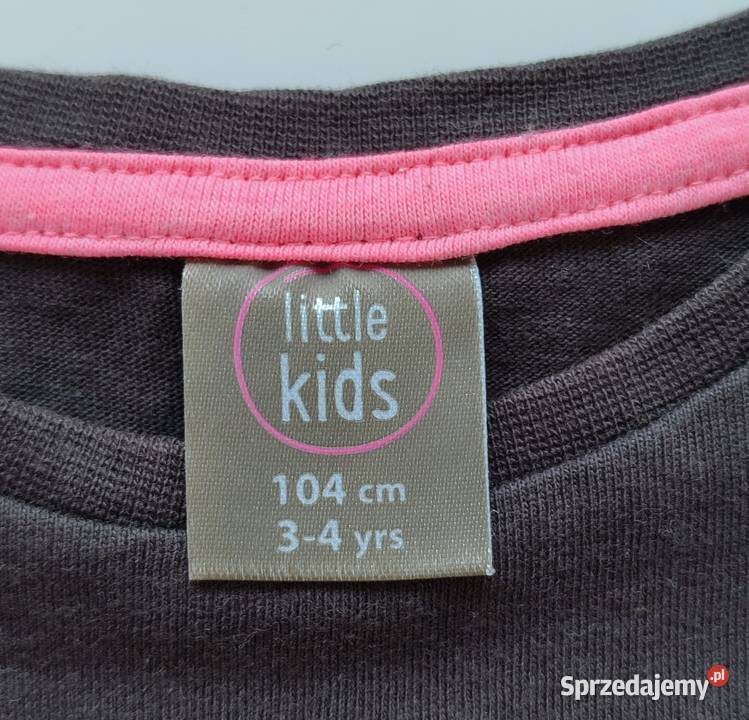 little
kids
104 cm
3-4 yrs
Sprzedajemy.pl